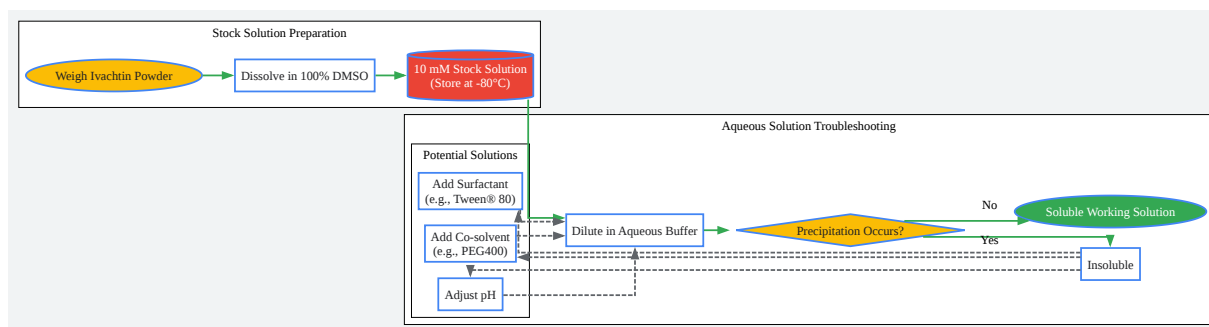 Stock Solution Preparation
Weigh Ivachtin Powder
Dissolve in 100% DMSO
10 mM Stock Solution
(Store at -80°C)
Aqueous Solution Troubleshooting
Potential Solutions
Add Surfactant
(e.g., Tween® 80)
Add Co-solvent
(e.g., PEG400)
Adjust pH
Dilute in Aqueous Buffer
Precipitation Occurs?
No
Yes
Soluble Working Solution
Insoluble